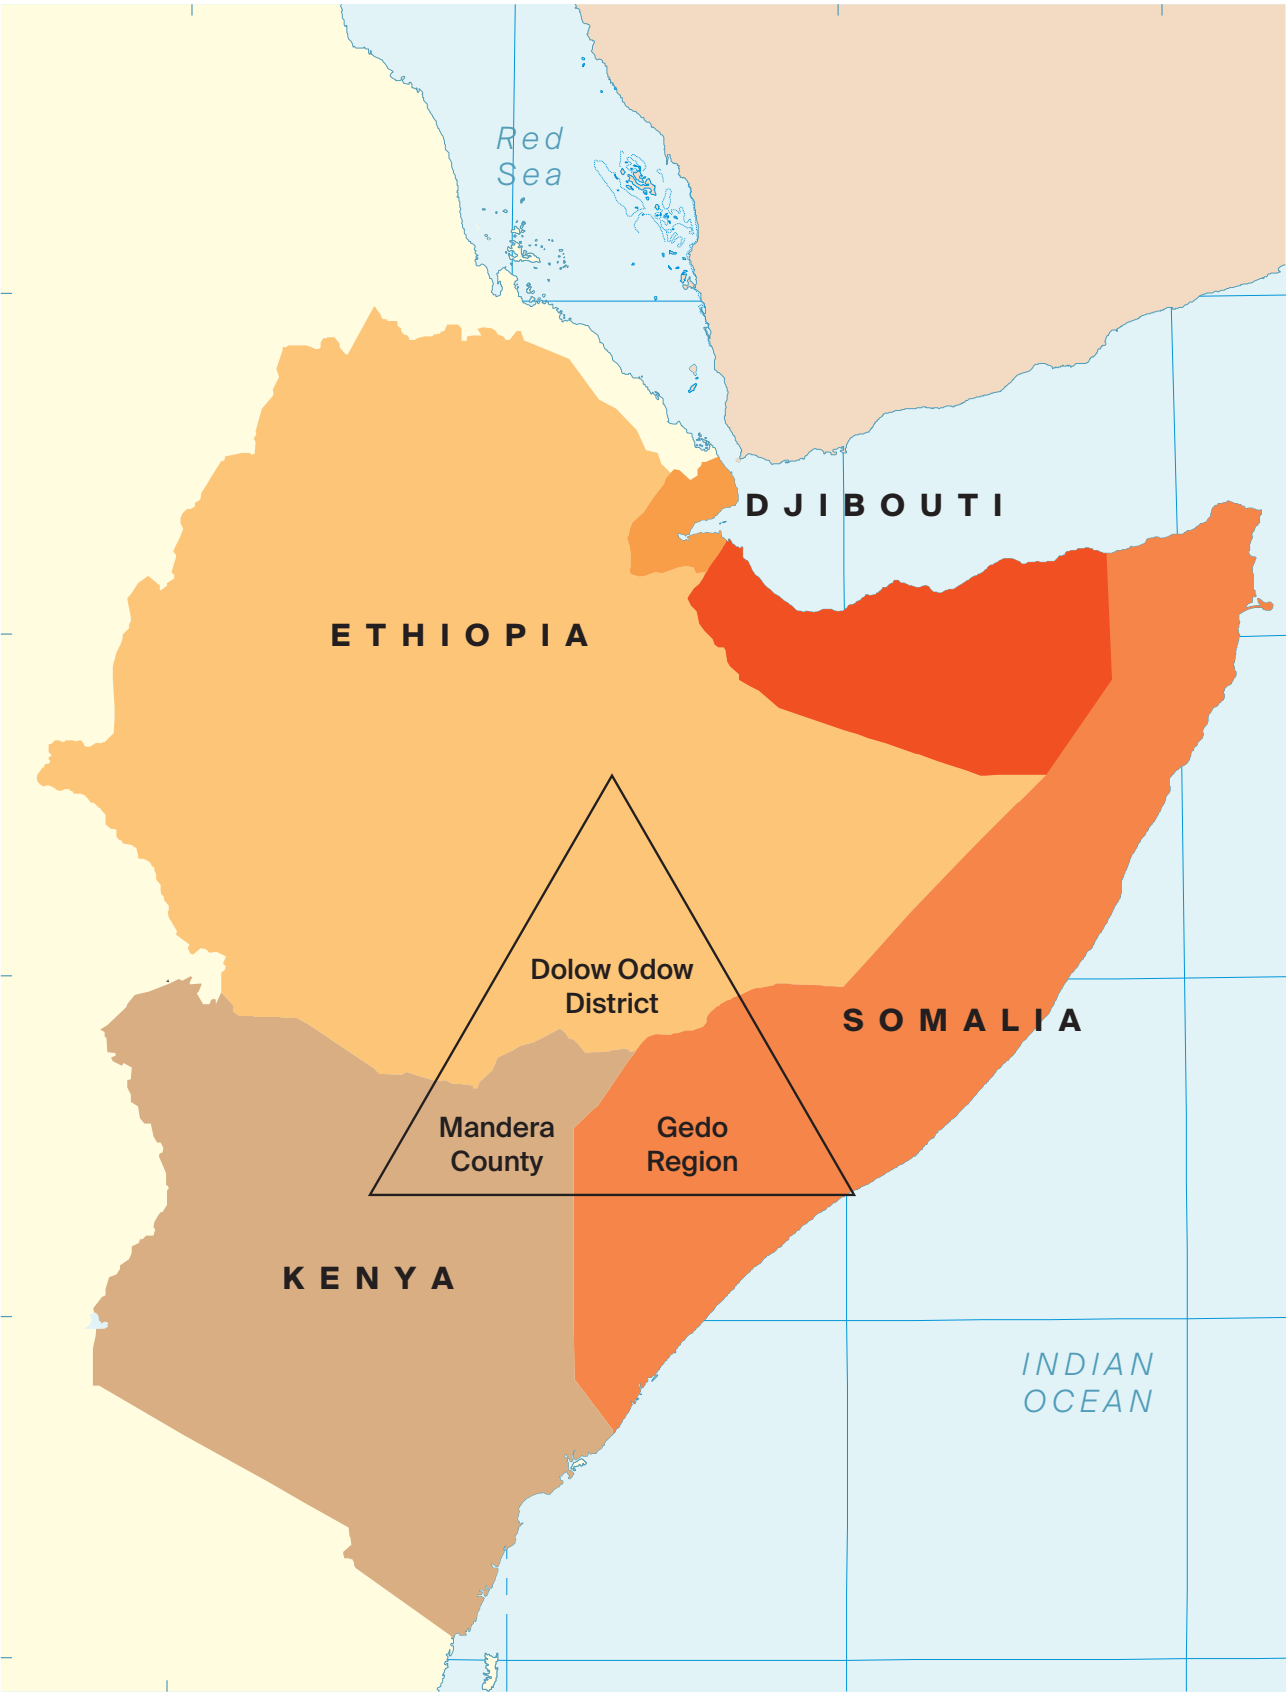 Red
Sea
DJIBOUTI
ETHIOPIA
Dolow Odow
District
SOMALIA
Mandera
County
Gedo
Region
KENYA
INDIAN
OCEAN